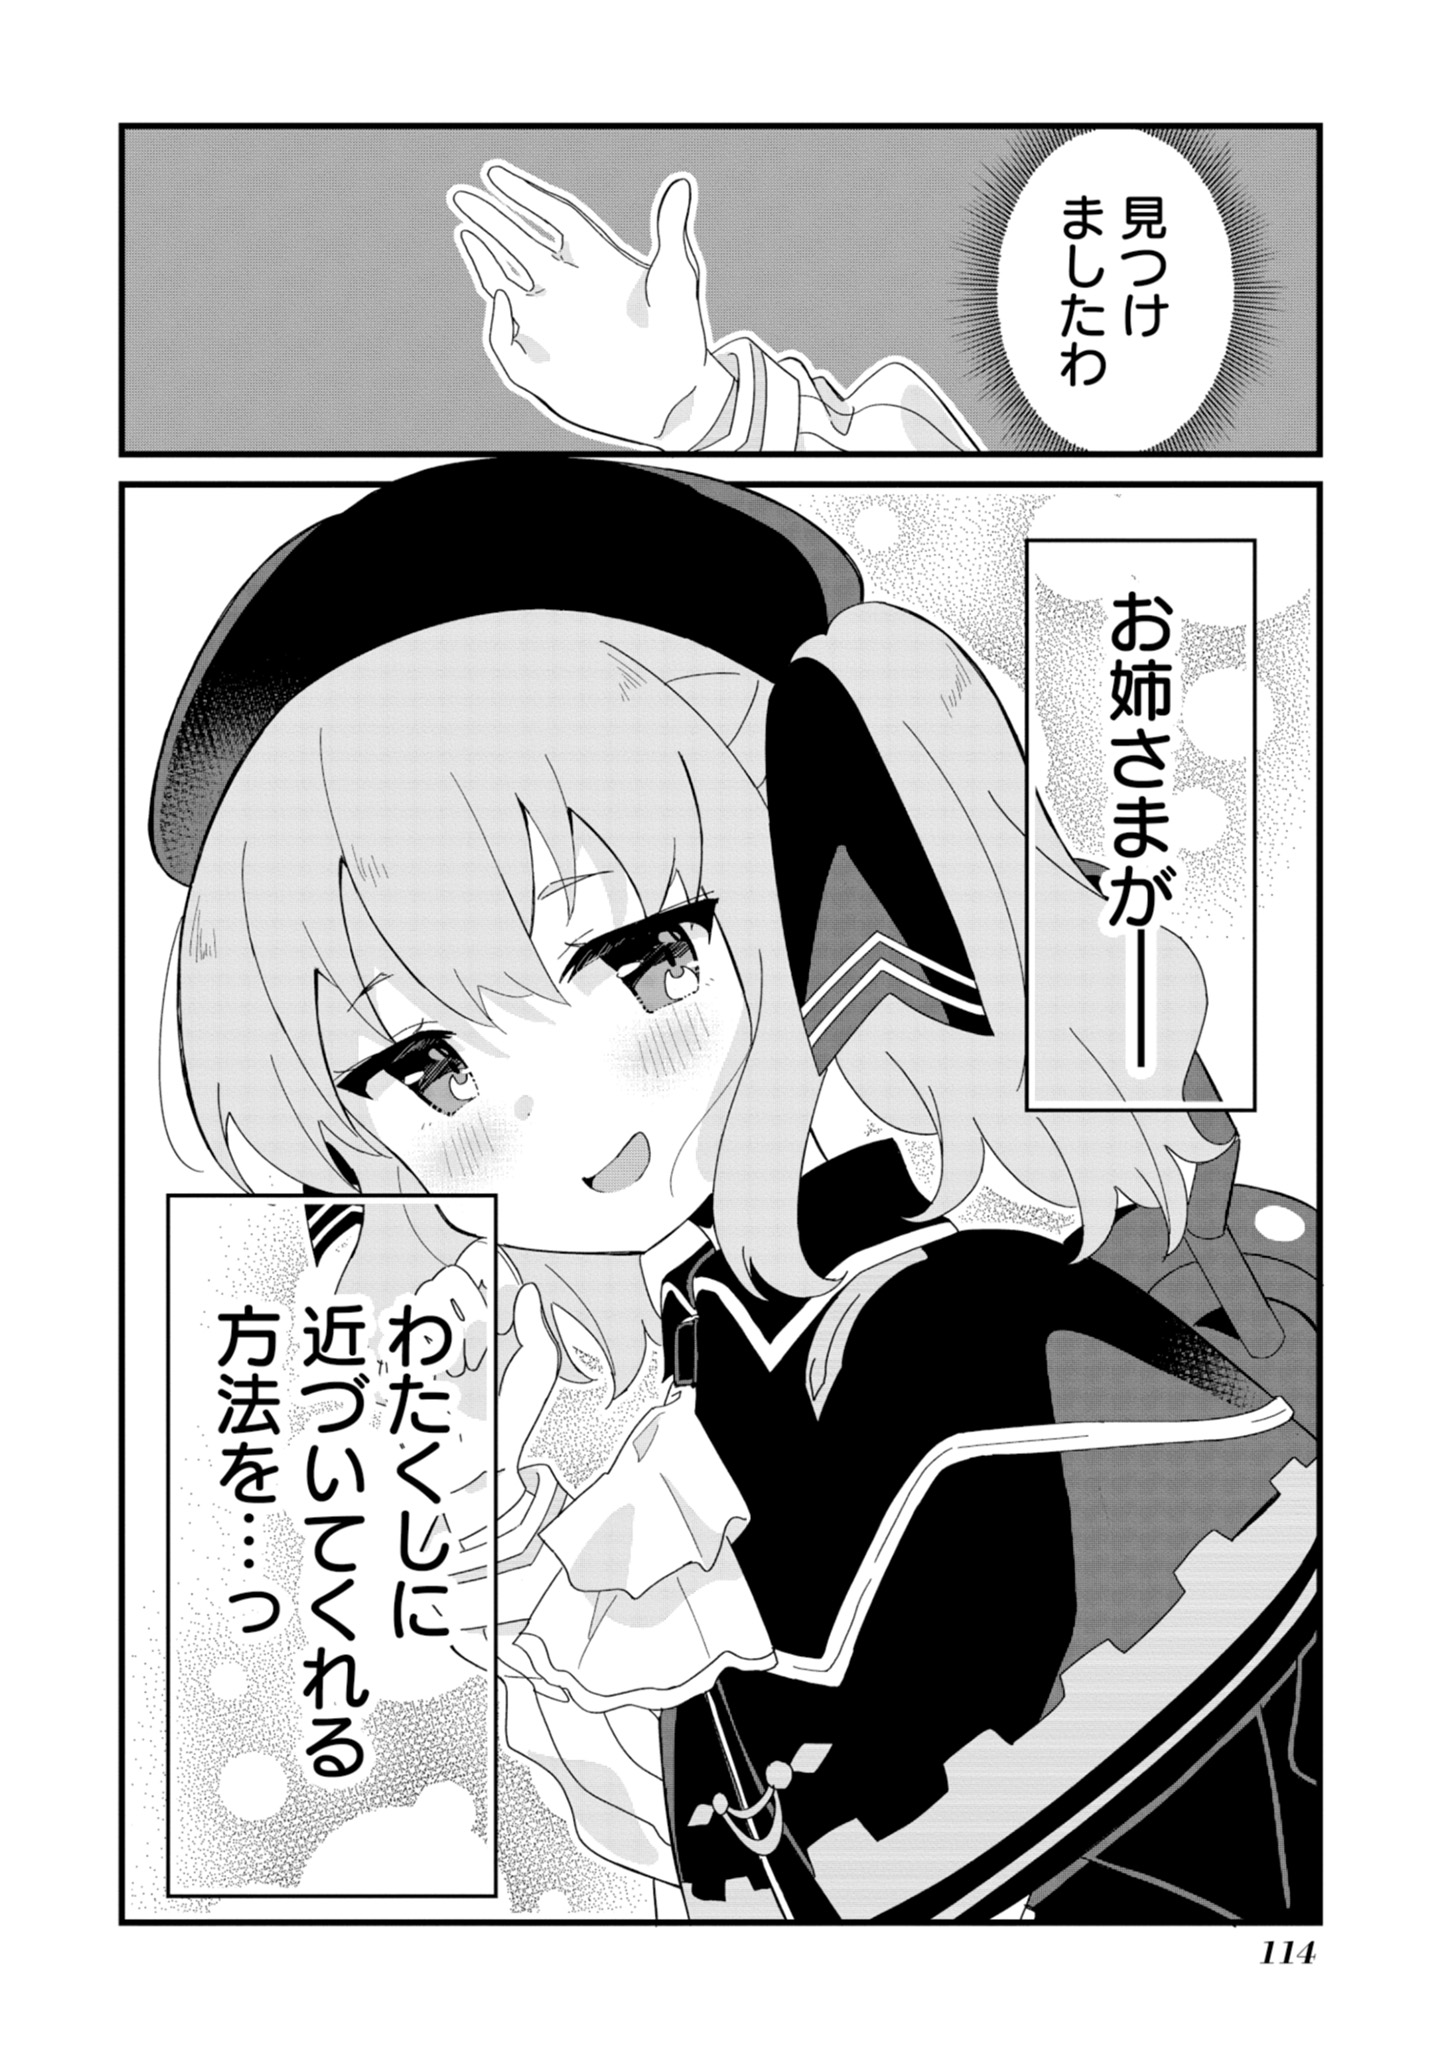 見つけ
ましたわ
お姉さまが──
わたくしに
近づいてくれる
方法を…っ
114